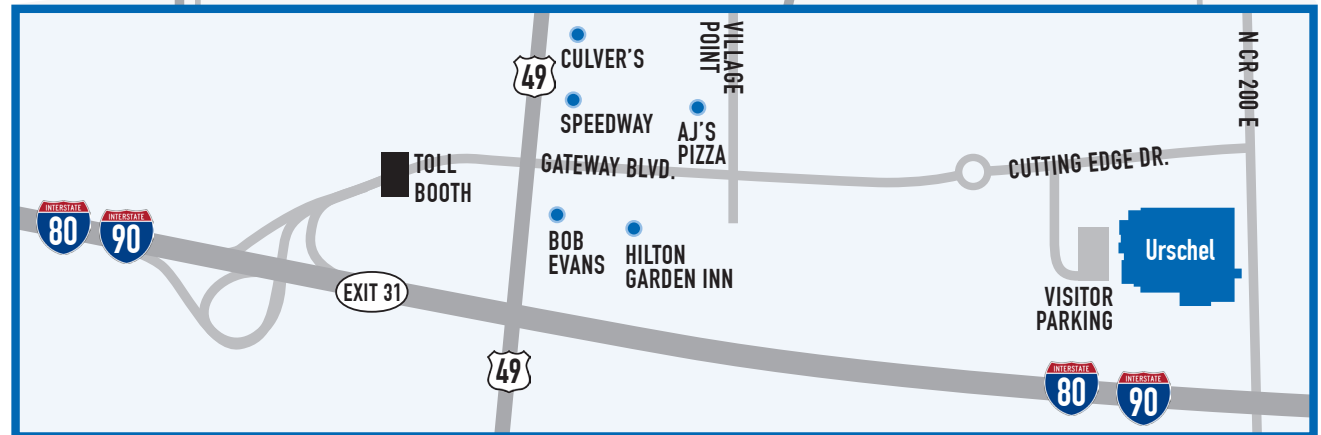 CULVER'S
49
SPEEDWAY
AJ'S
PIZZA
VILLAGE
POINT
N CR 200 E
TOLL
BOOTH
GATEWAY BLVD.
CUTTING EDGE DR.
INTERSTATE
80
INTERSTATE
90
BOB
EVANS
HILTON
GARDEN INN
Urschel
EXIT 31
VISITOR
PARKING
49
INTERSTATE
80
INTERSTATE
90